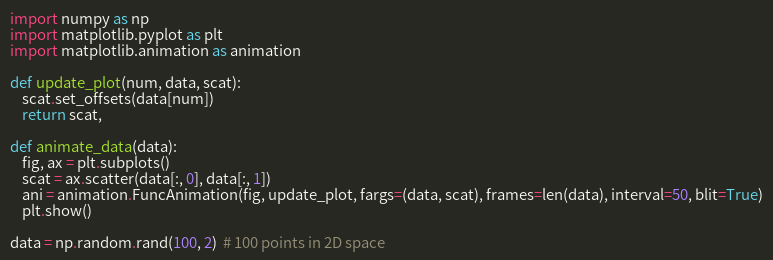 import numpy as np
import matplotlib.pyplot as plt
import matplotlib.animation as animation

def update_plot(num, data, scat):
    scat.set_offsets(data[num])
    return scat,

def animate_data(data):
    fig, ax = plt.subplots()
    scat = ax.scatter(data[:, 0], data[:, 1])
    ani = animation.FuncAnimation(fig, update_plot, fargs=(data, scat), frames=len(data), interval=50, blit=True)
    plt.show()

data = np.random.rand(100, 2)  # 100 points in 2D space